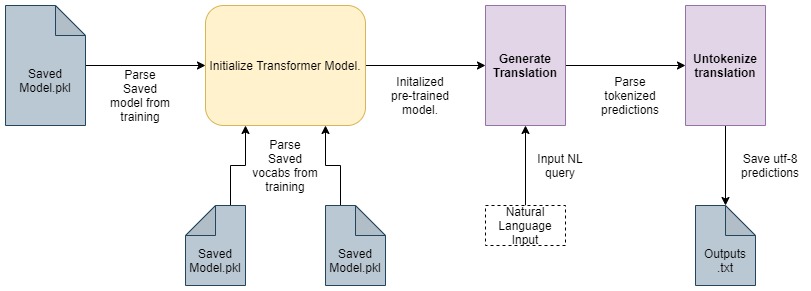 Saved
Model.pkl
Parse
Saved
model from
training
Initialize Transformer Model.
Initalized
pre-trained
model.
Generate
Translation
Parse
tokenized
predictions
Untokenize
translation
Parse
Saved
vocabs from
training
Input NL
query
Save utf-8
predictions
Saved
Model.pkl
Saved
Model.pkl
Natural
Language
Input
Outputs
.txt